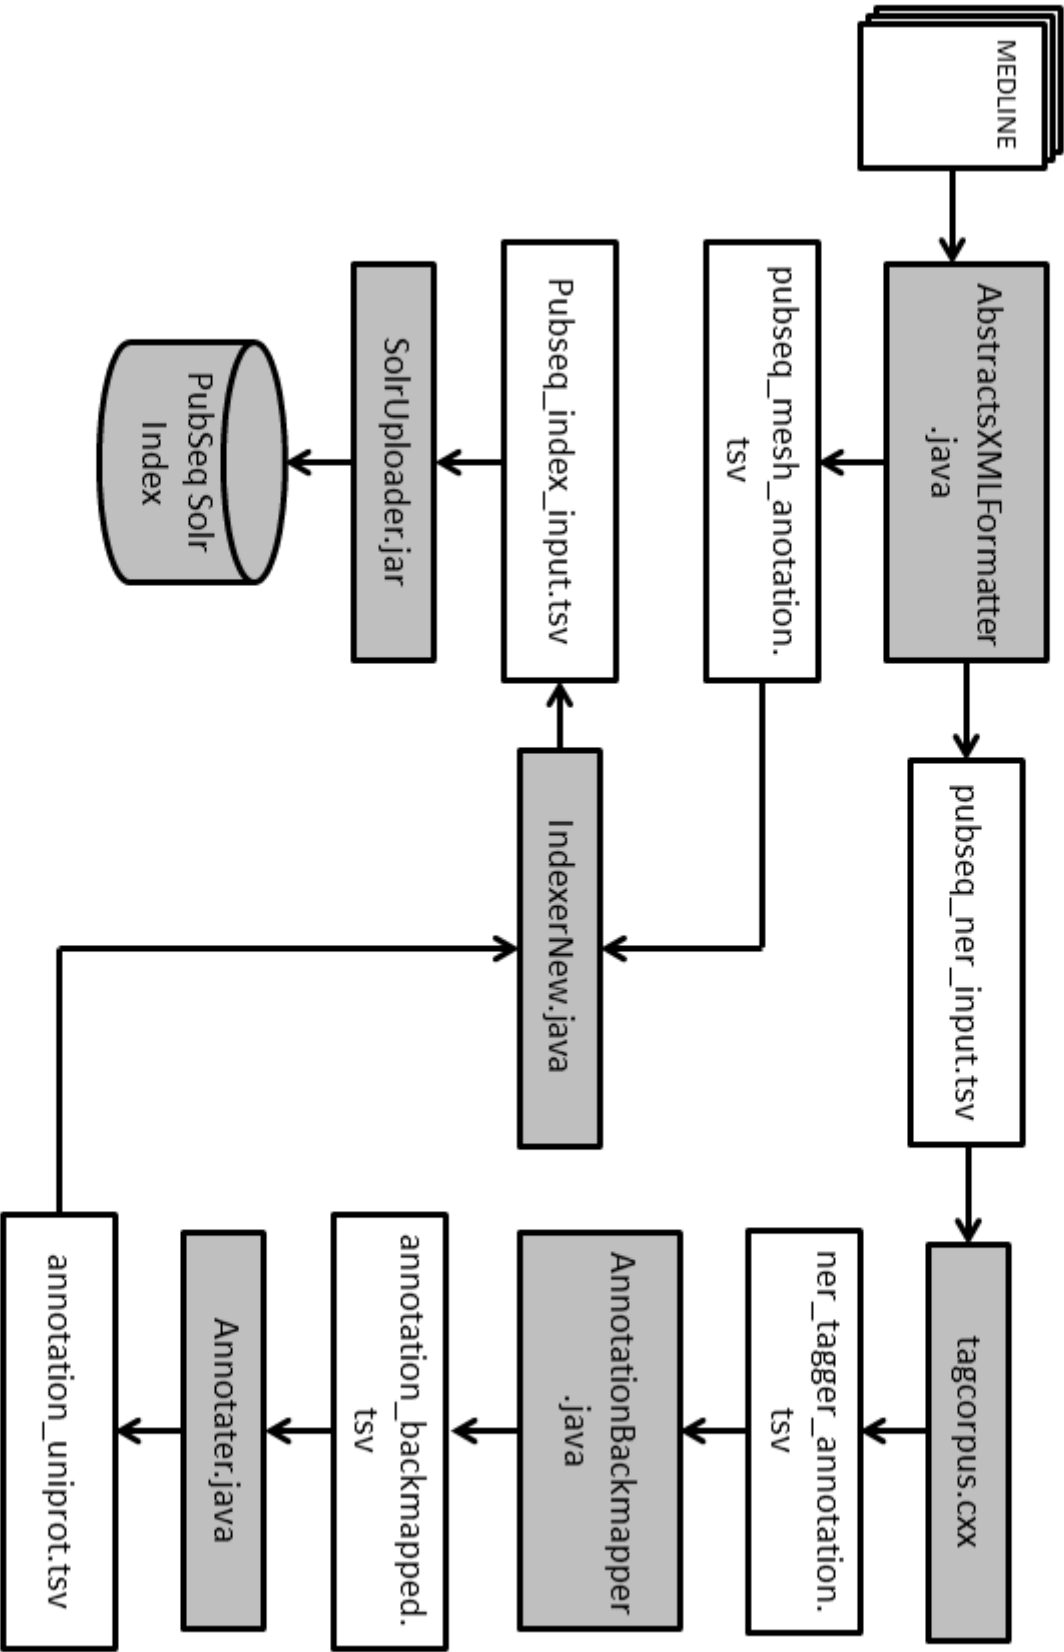 MEDLINE
AbstractsXMLFormatter
.java
pubseq_ner_input.tsv
tagcorpus.cxx
pubseq_mesh_anotation.
tsv
ner_tagger_annotation.
tsv
Pubseq_index_input.tsv
IndexerNew.java
AnnotationBackmapper
.java
SolrUploader.jar
annotation_backmapped.
tsv
PubSeq Solr
Index
Annotater.java
annotation_uniprot.tsv